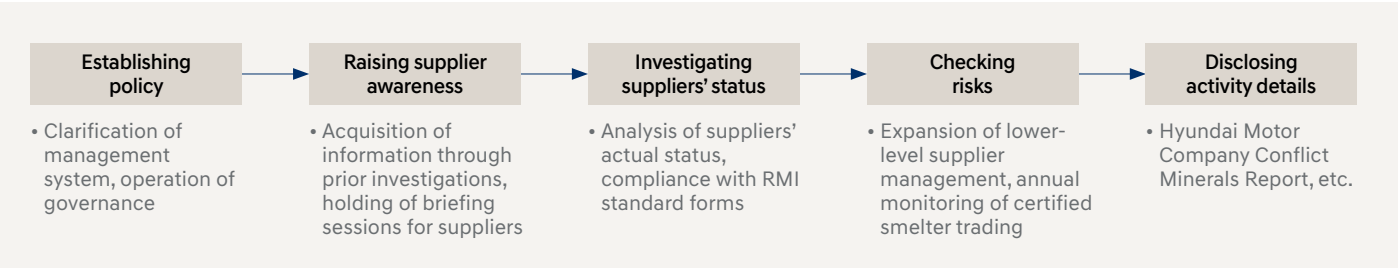 Establishing
policy
Raising supplier
awareness
Investigating
suppliers’ status
Checking
risks
Disclosing
activity details
• Clarification of
management
system, operation of
governance
• Acquisition of
information through
prior investigations,
holding of briefing
sessions for suppliers
• Analysis of suppliers’
actual status,
compliance with RMI
standard forms
• Expansion of lower-
level supplier
management, annual
monitoring of certified
smelter trading
• Hyundai Motor
Company Conflict
Minerals Report, etc.